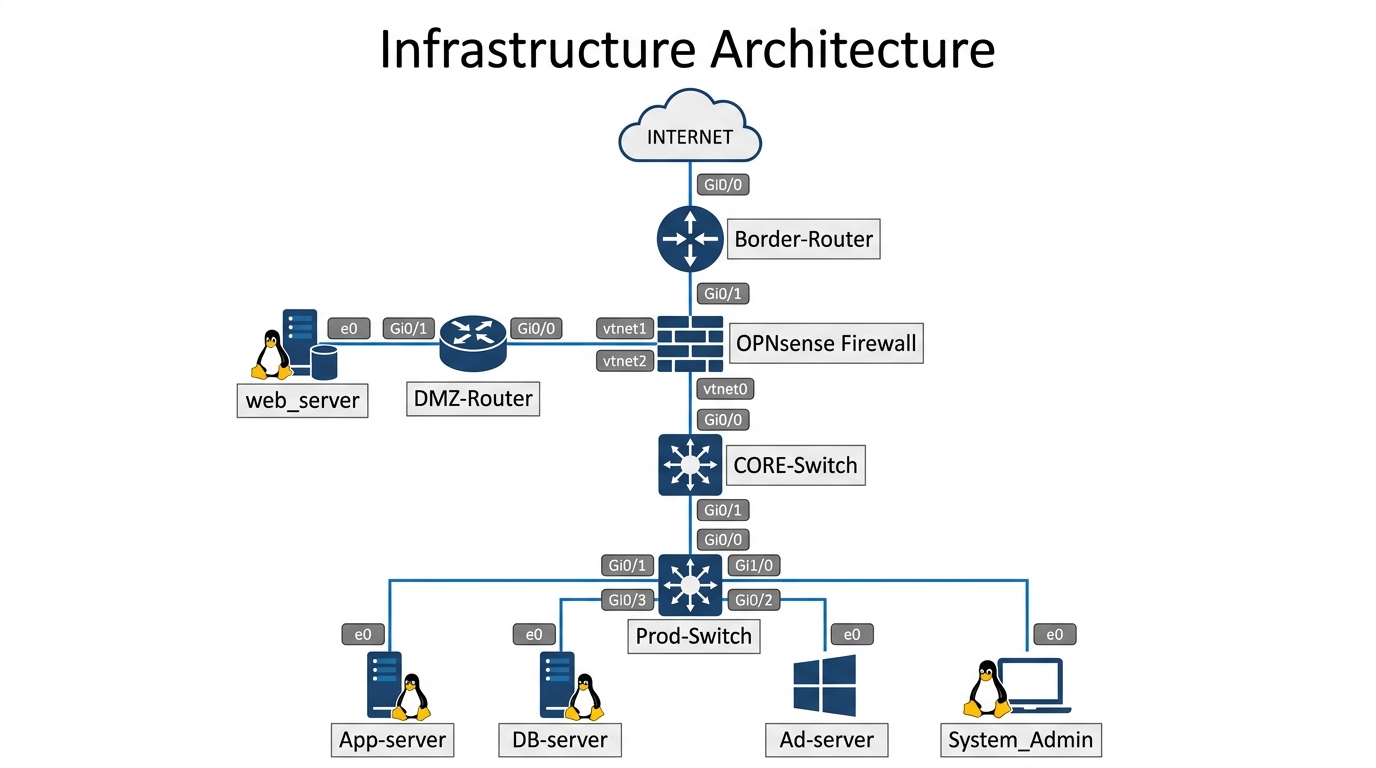 Infrastructure Architecture
INTERNET
GI0/0
Border-Router
Gi0/1
e0
Gi0/1
Gi0/0
vtnet1
vtnet2
OPNsense Firewall
web_server
DMZ-Router
vtnet0
Gi0/0
CORE-Switch
Gi0/1
Gi0/0
Gi0/1
Gi1/0
Gi0/3
Gi0/2
Prod-Switch
e0
e0
e0
e0
App-server
DB-server
Ad-server
System_Admin